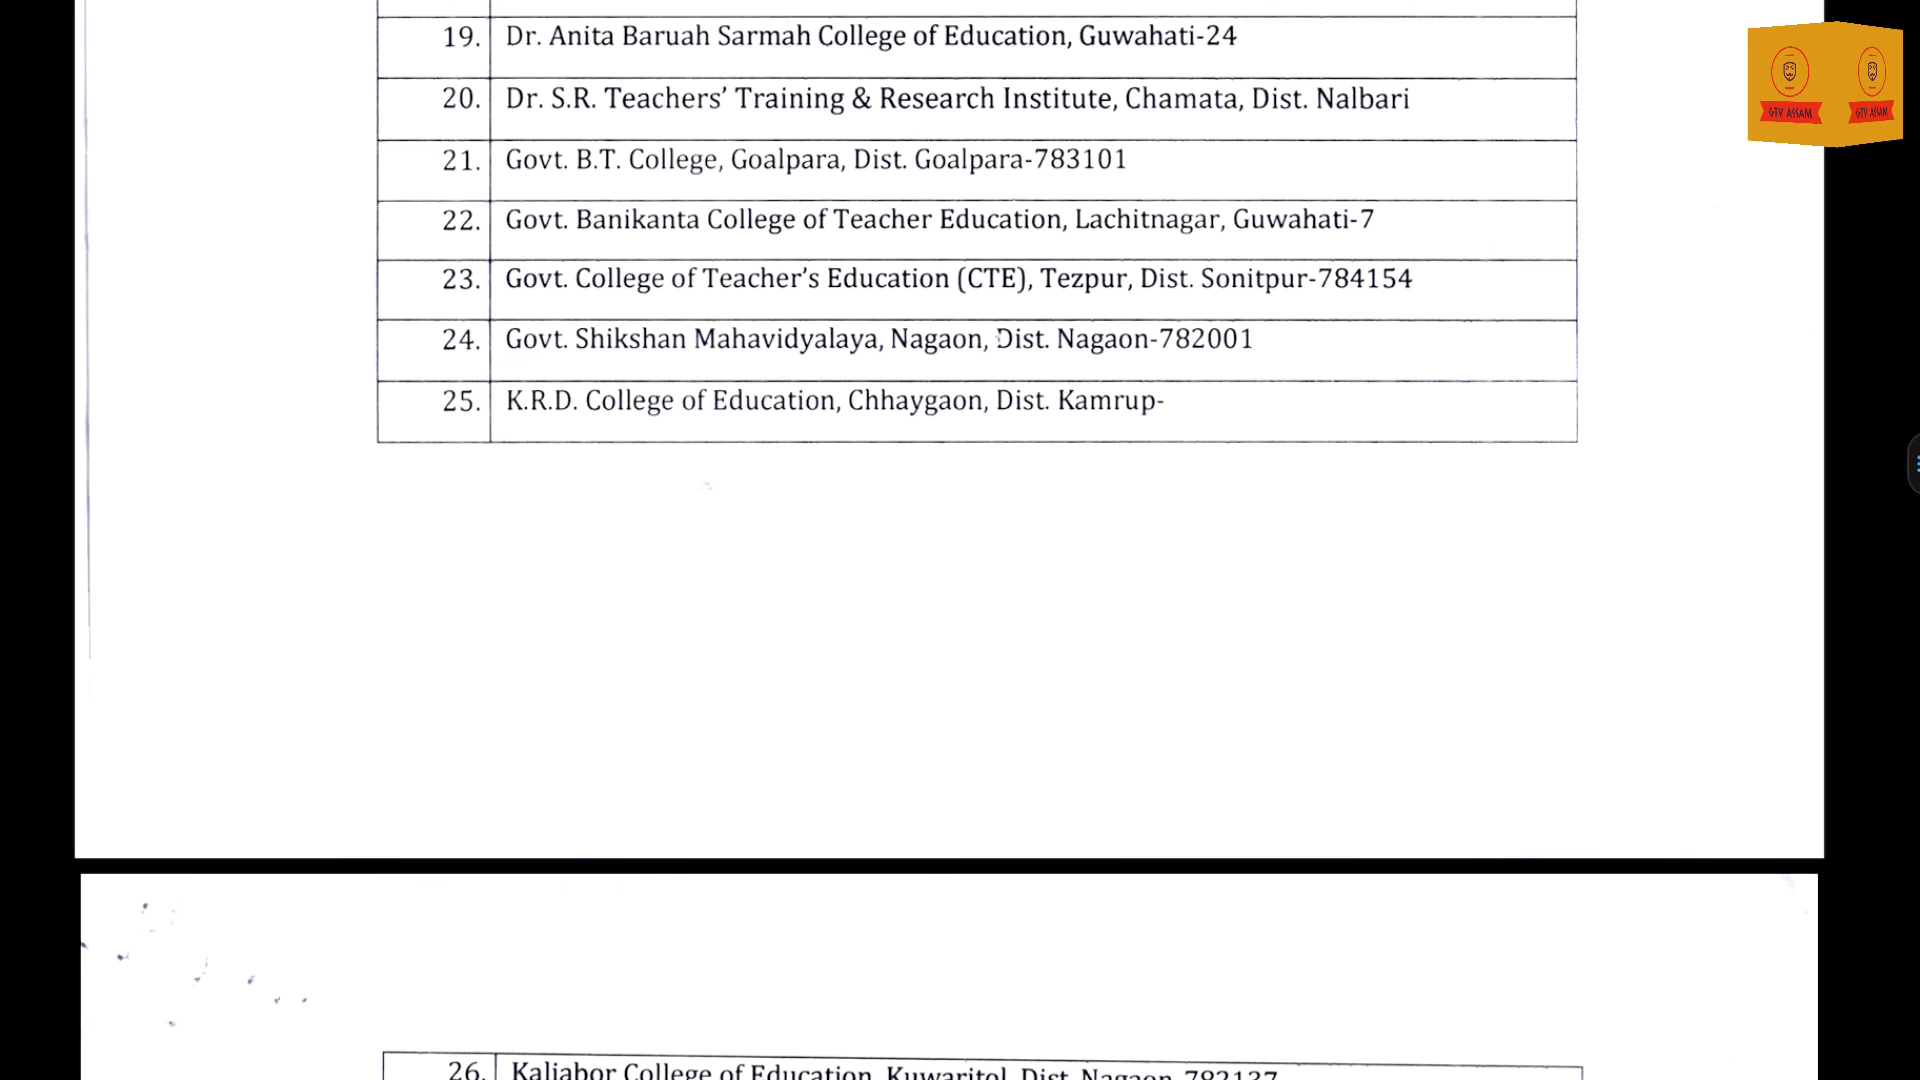 19. Dr. Anita Baruah Sarmah College of Education, Guwahati-24
20. Dr. S.R. Teachers’ Training & Research Institute, Chamata, Dist. Nalbari
21. Govt. B.T. College, Goalpara, Dist. Goalpara-783101
22. Govt. Banikanta College of Teacher Education, Lachitnagar, Guwahati-7
23. Govt. College of Teacher’s Education (CTE), Tezpur, Dist. Sonitpur-784154
24. Govt. Shikshan Mahavidyalaya, Nagaon, Dist. Nagaon-782001
25. K.R.D. College of Education, Chhaygaon, Dist. Kamrup-
26. Kaliabor College of Education, Kuwaritol, Dist. Nagaon-782137
GTV ASSAM
GTV ASSAM